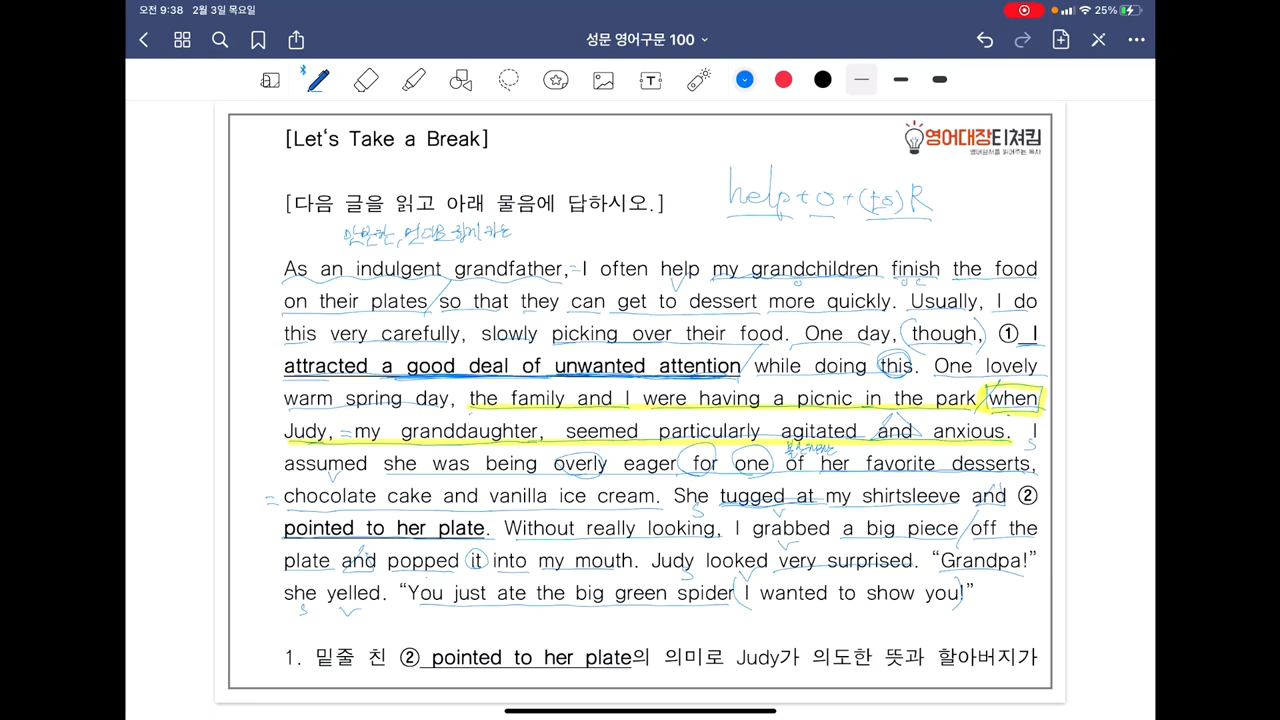 오전 9:38 2월 3일 목요일
25%
성문 영어구문 100
[Let's Take a Break]
영어대장티쳐킴
[다음 글을 읽고 아래 물음에 답하시오.]
help + O + (to) R
As an indulgent grandfather, I often help my grandchildren finish the food
on their plates so that they can get to dessert more quickly. Usually, I do
this very carefully, slowly picking over their food. One day, though, ① I
attracted a good deal of unwanted attention while doing this. One lovely
warm spring day, the family and I were having a picnic in the park when
Judy, my granddaughter, seemed particularly agitated and anxious. I
assumed she was being overly eager for one of her favorite desserts,
chocolate cake and vanilla ice cream. She tugged at my shirtsleeve and ②
pointed to her plate. Without really looking, I grabbed a big piece off the
plate and popped it into my mouth. Judy looked very surprised. “Grandpa!”
she yelled. “You just ate the big green spider I wanted to show you!”
1. 밑줄 친 ② pointed to her plate의 의미로 Judy가 의도한 뜻과 할아버지가